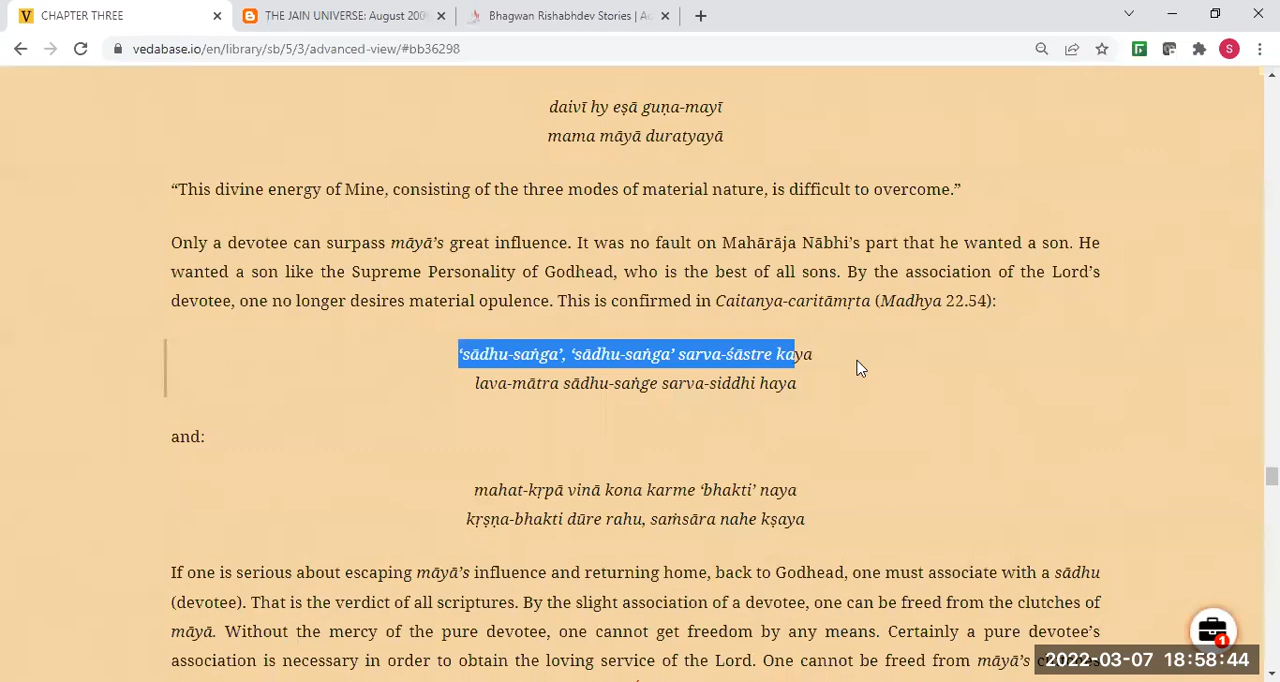 CHAPTER THREE
THE JAIN UNIVERSE: August 200
Bhagwan Rishabhdev Stories | A
vedabase.io/en/library/sb/5/3/advanced-view/#bb36298
S
daivī hy eṣā guṇa-mayī
mama māyā duratyayā
“This divine energy of Mine, consisting of the three modes of material nature, is difficult to overcome.”
Only a devotee can surpass māyā’s great influence. It was no fault on Mahārāja Nābhi’s part that he wanted a son. He
wanted a son like the Supreme Personality of Godhead, who is the best of all sons. By the association of the Lord’s
devotee, one no longer desires material opulence. This is confirmed in Caitanya-caritāmṛta (Madhya 22.54):
‘sādhu-saṅga’, ‘sādhu-saṅga’ sarva-śāstre kaya
lava-mātra sādhu-saṅge sarva-siddhi haya
and:
mahat-kṛpā vinā kona karme ‘bhakti’ naya
kṛṣṇa-bhakti dūre rahu, saṁsāra nahe kṣaya
If one is serious about escaping māyā’s influence and returning home, back to Godhead, one must associate with a sādhu
(devotee). That is the verdict of all scriptures. By the slight association of a devotee, one can be freed from the clutches of
māyā. Without the mercy of the pure devotee, one cannot get freedom by any means. Certainly a pure devotee’s
association is necessary in order to obtain the loving service of the Lord. One cannot be freed from māyā’s
1
2022-03-07 18:58:44